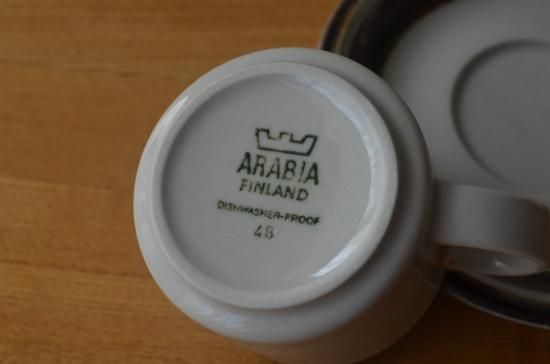 ARABIA
FINLAND
DISHWASHER-PROOF
48